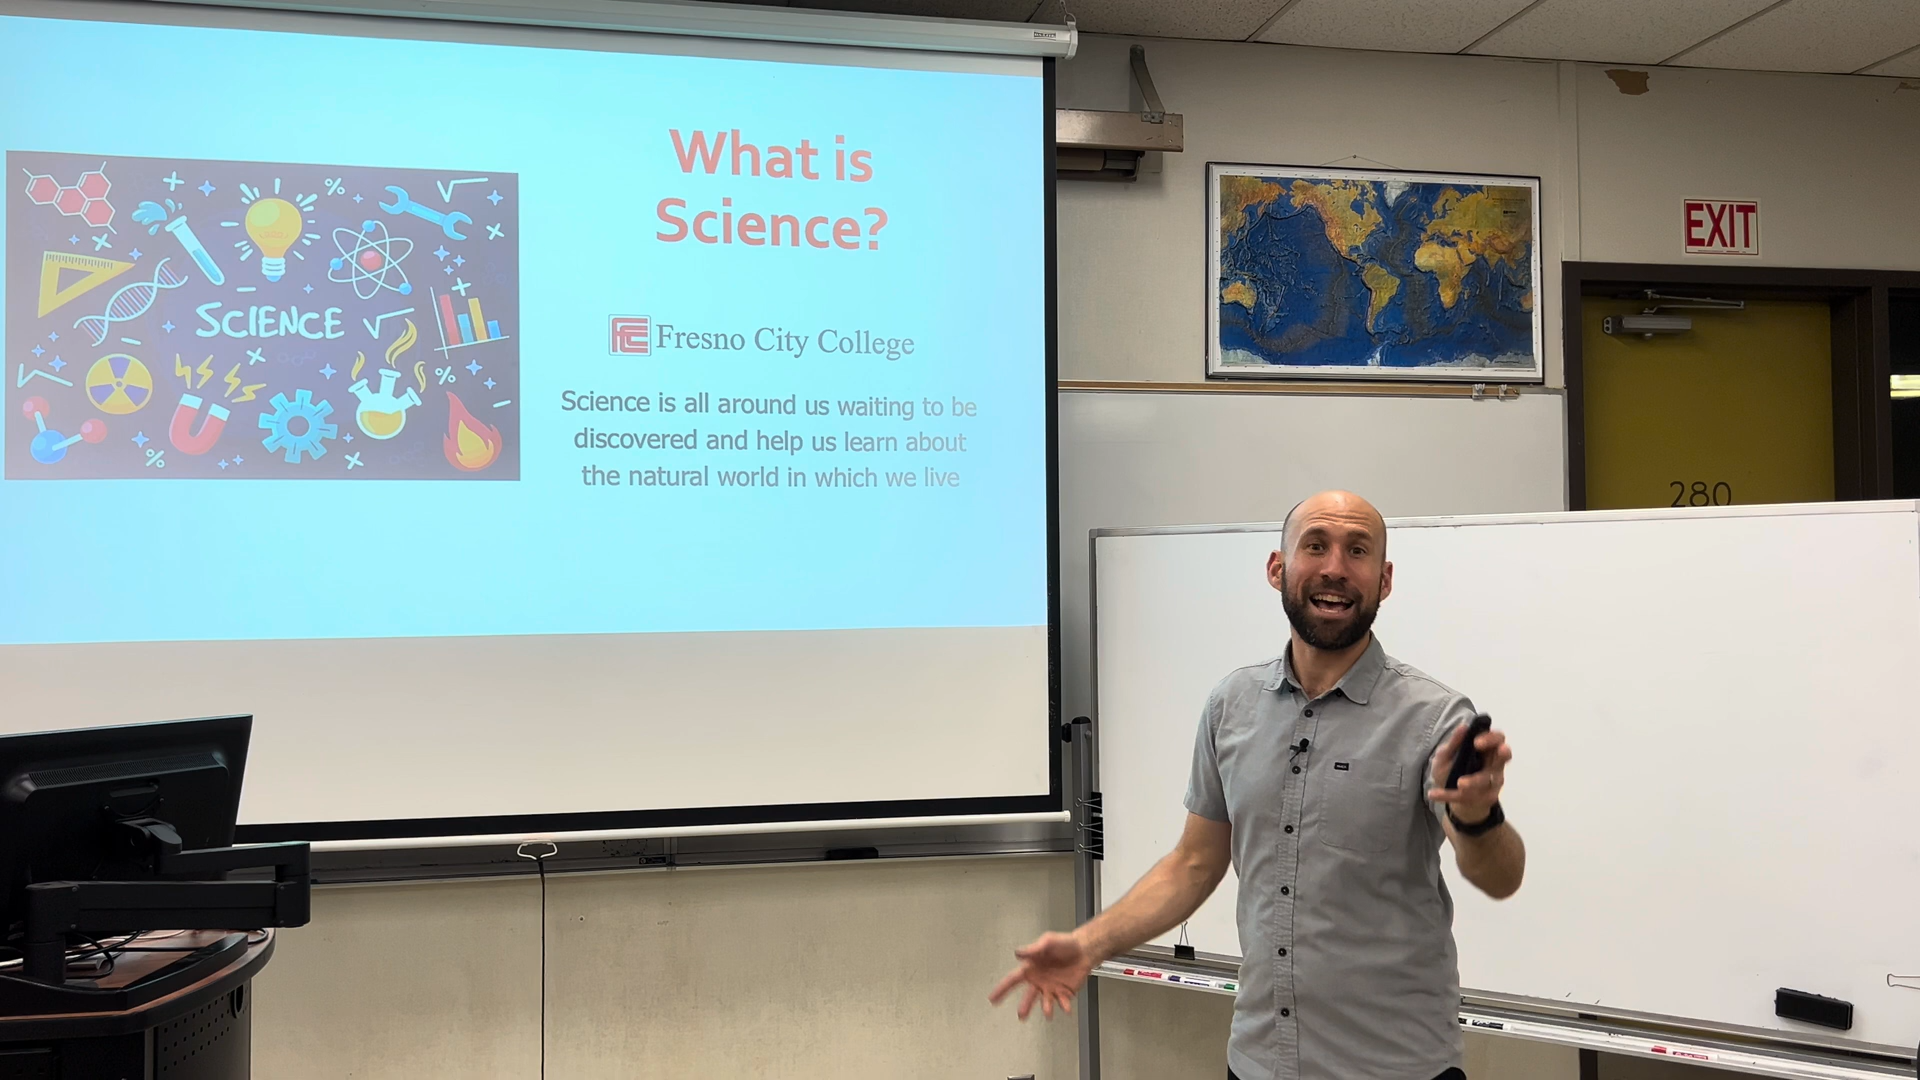 What is
Science?
SCIENCE
FCC Fresno City College
Science is all around us waiting to be
discovered and help us learn about
the natural world in which we live
EXIT
280